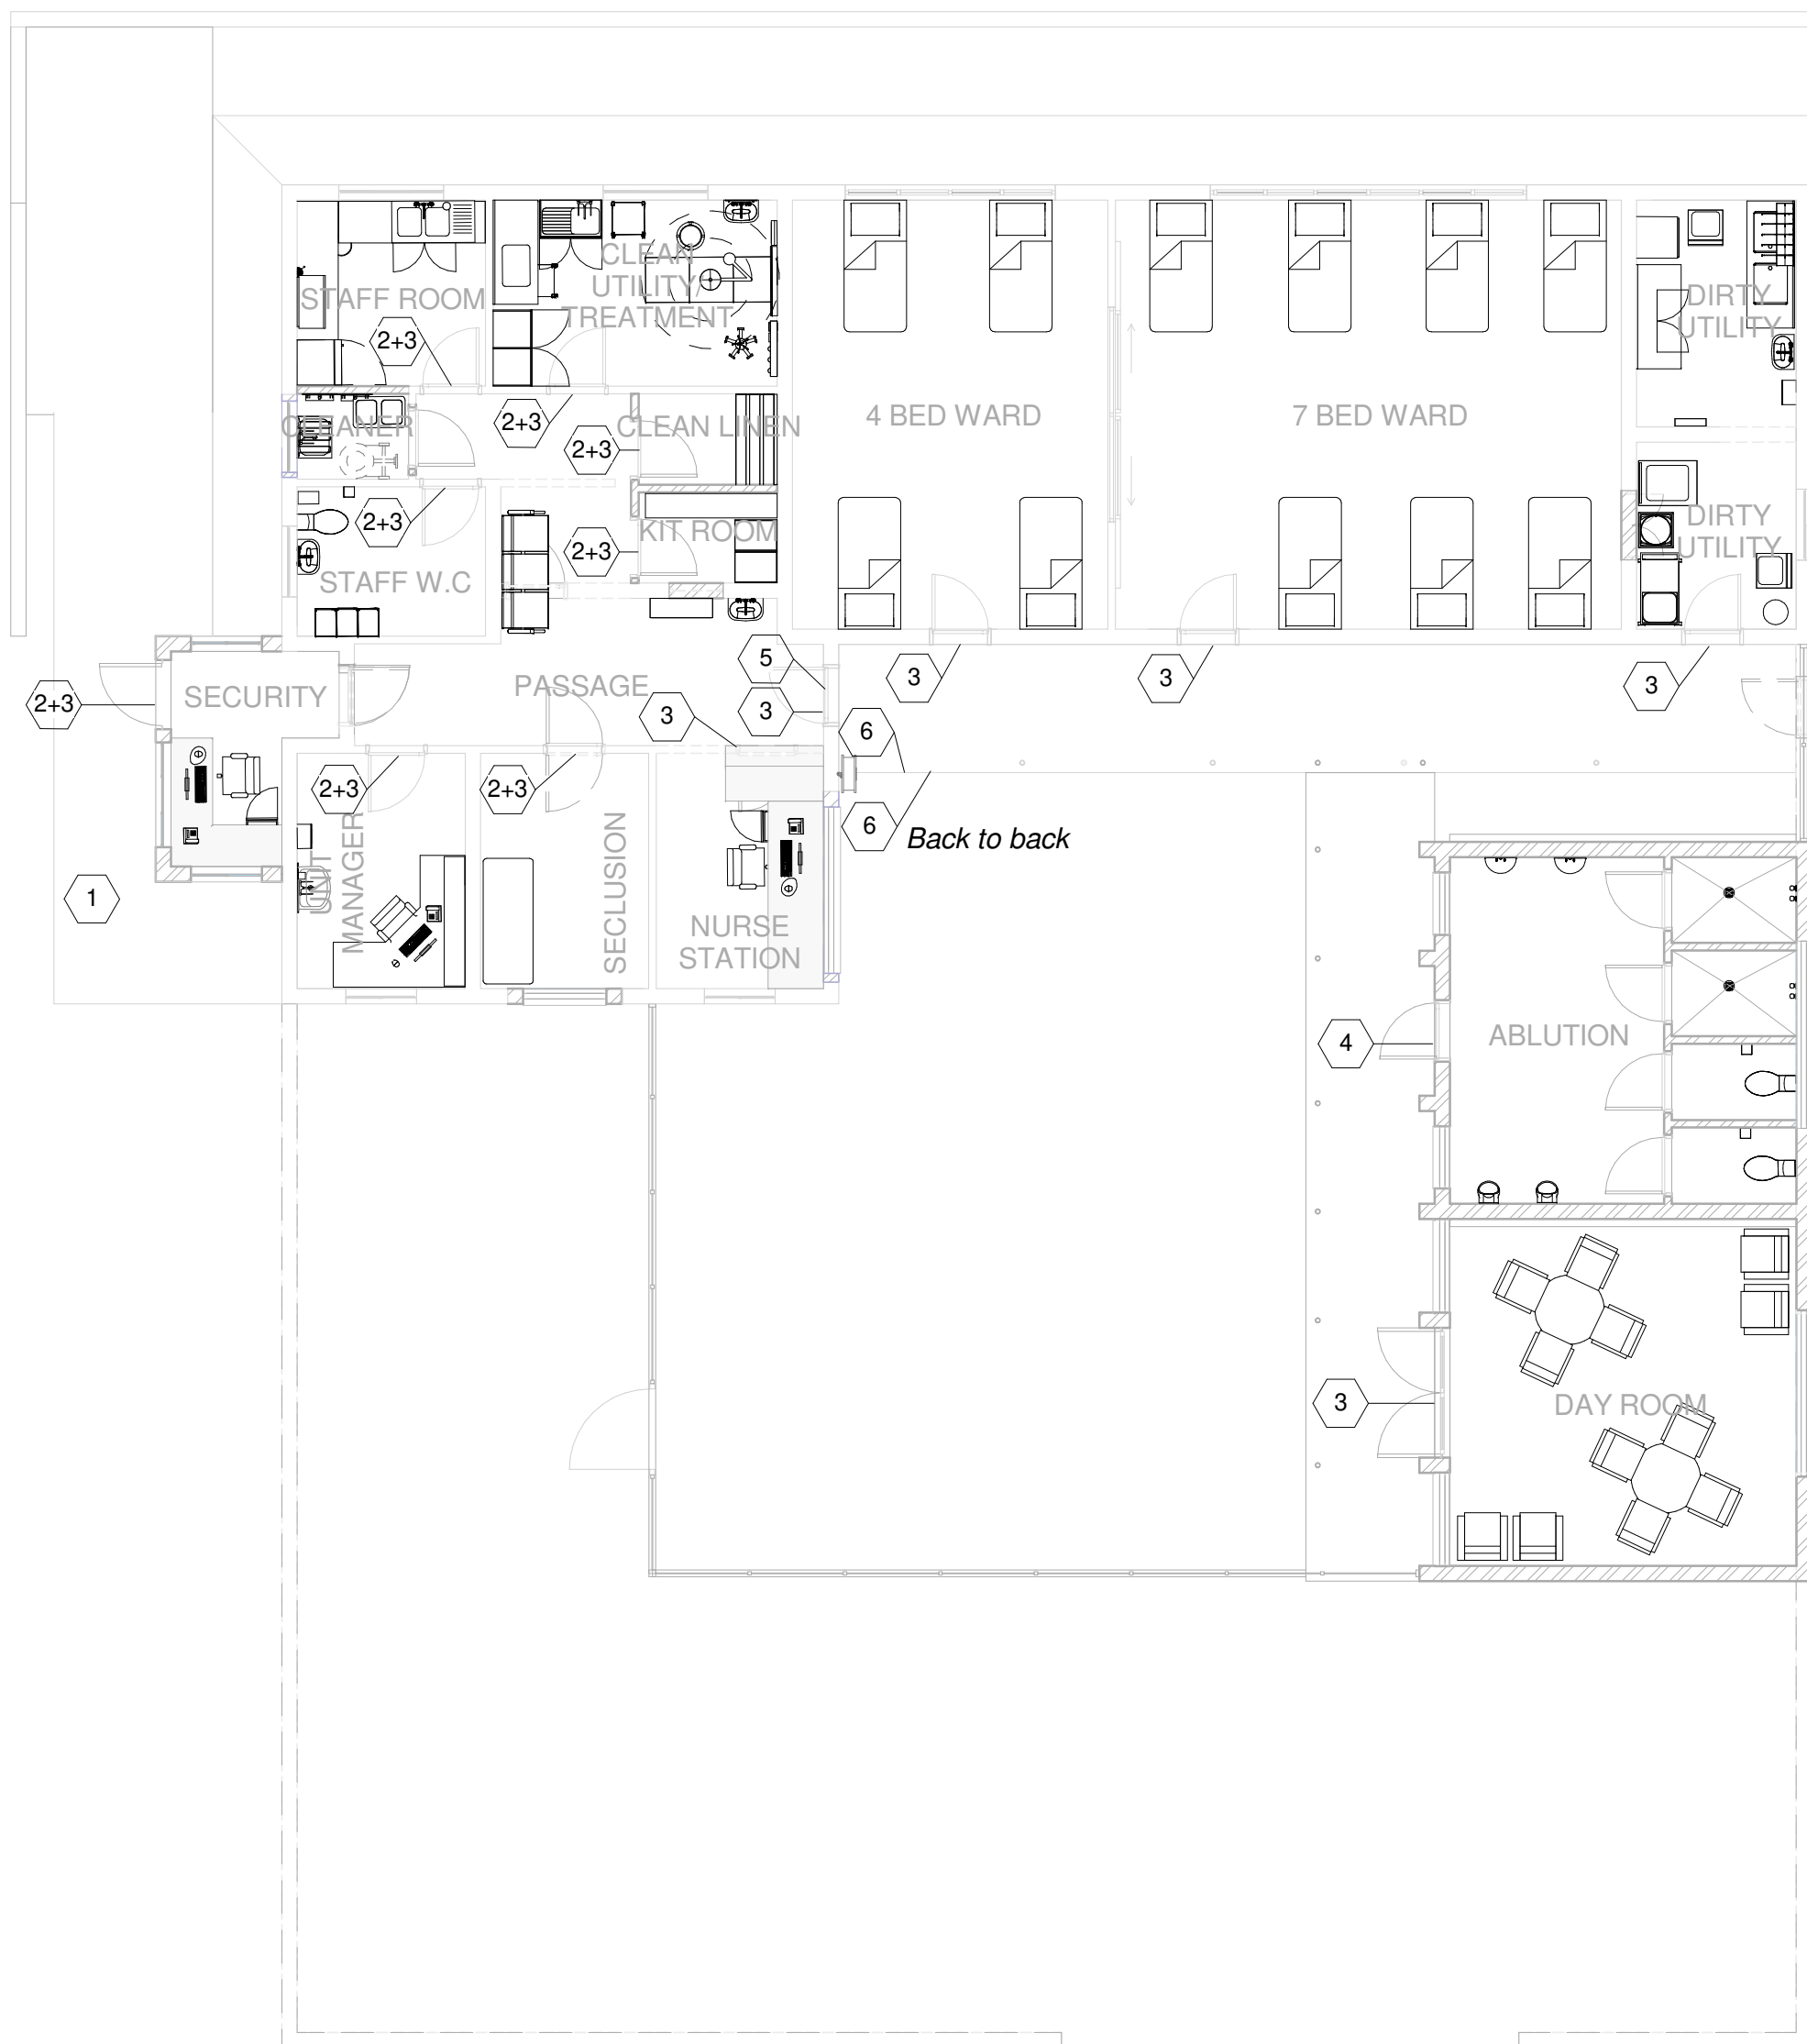 CLEAN
UTILITY/
TREATMENT
STAFF ROOM
2+3
DIRTY
UTILITY
4 BED WARD
7 BED WARD
CLEANER
2+3
CLEAN LINEN
2+3
2+3
KIT ROOM
2+3
DIRTY
UTILITY
STAFF W.C
5
3
3
3
SECURITY
PASSAGE
2+3
3
3
6
2+3
2+3
6
Back to back
UNIT
MANAGER
SECLUSION
1
NURSE
STATION
4
ABLUTION
3
DAY ROOM